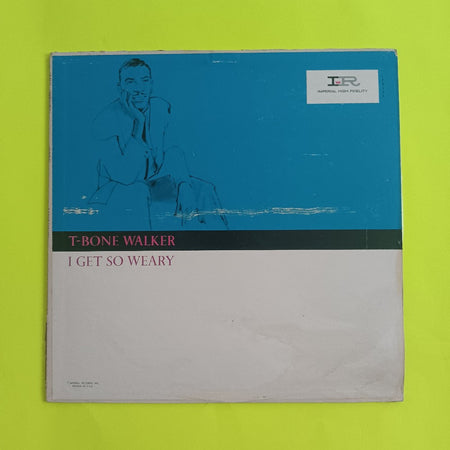 IR
IMPERIAL HIGH FIDELITY
T-BONE WALKER
I GET SO WEARY